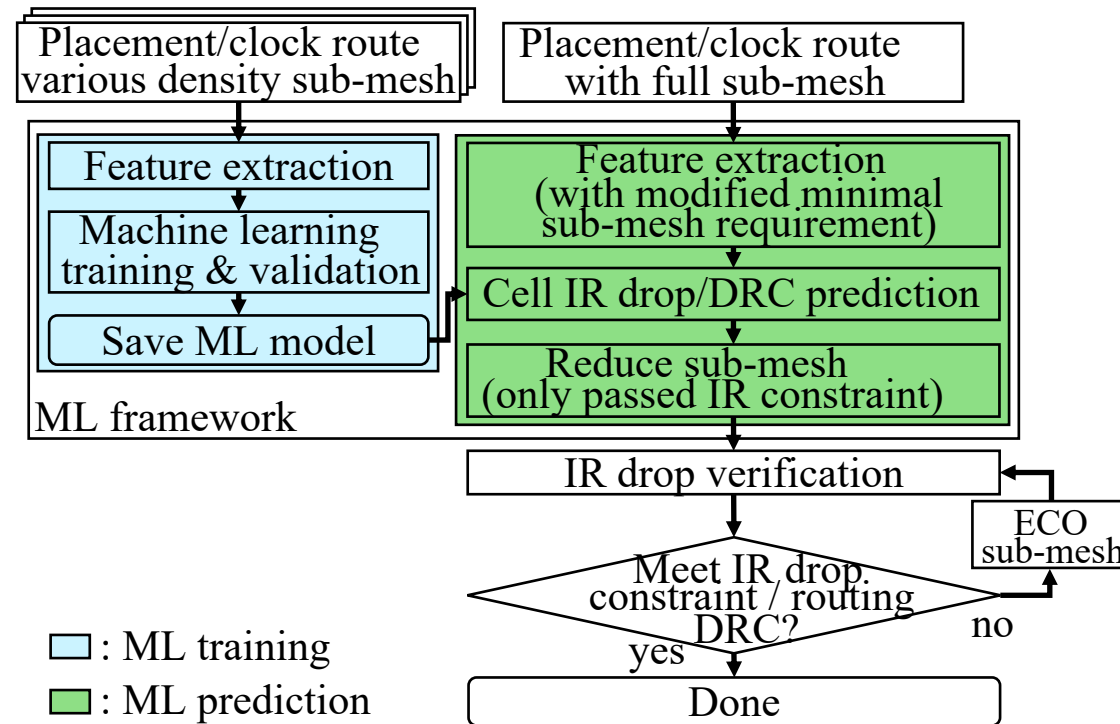 Placement/clock route
various density sub-mesh
Placement/clock route
with full sub-mesh
Feature extraction
Machine learning
training & validation
Save ML model
Feature extraction
(with modified minimal
sub-mesh requirement)
Cell IR drop/DRC prediction
Reduce sub-mesh
(only passed IR constraint)
ML framework
IR drop verification
ECO
sub-mesh
Meet IR drop
constraint / routing
DRC?
no
yes
Done
: ML training
: ML prediction